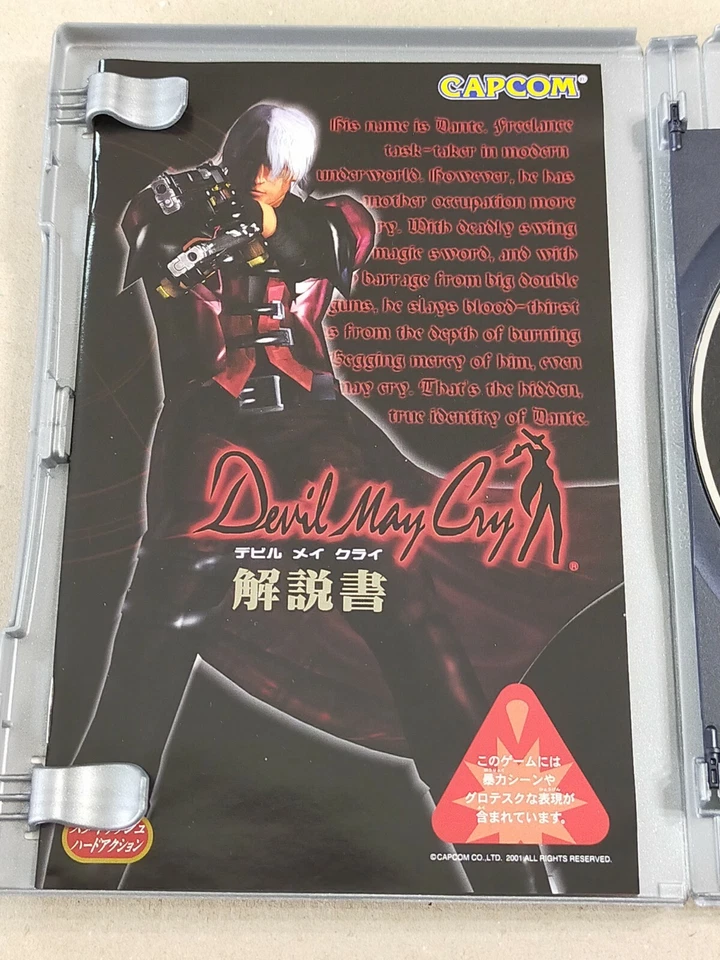 CAPCOM®
His name is Dante. Freelance
task-taker in modern
underworld. However, he has
another occupation more
ry. With deadly swing
magic sword, and with
barrage from big double
guns, he slays blood-thirst
s from the depth of burning
Begging mercy of him, even
may cry. That's the hidden,
true identity of Dante.
Devil May Cry®
デビル メイ クライ
解説書
このゲームには
暴力シーンや
グロテスクな表現が
含まれています。
ハードアクション
©CAPCOM CO.,LTD. 2001 ALL RIGHTS RESERVED.